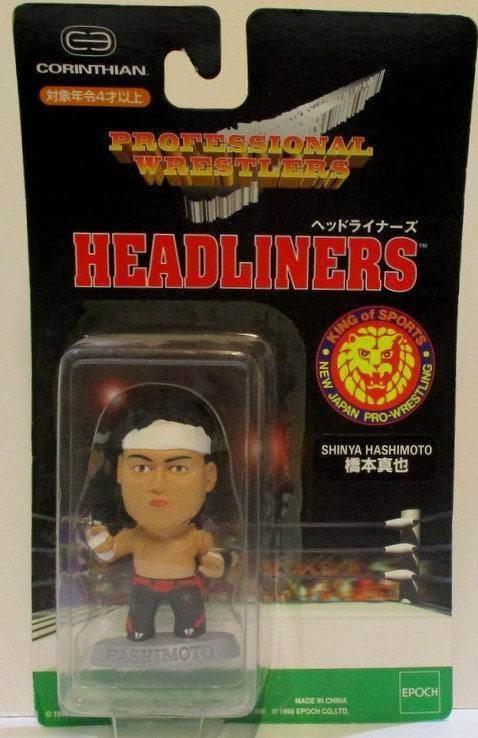 CORINTHIAN
対象年令4才以上
PROFESSIONAL
WRESTLERS
ヘッドライナーズ
HEADLINERS™
KING of SPORTS
NEW JAPAN PRO-WRESTLING
SHINYA HASHIMOTO
橋本真也
HASHIMOTO
MADE IN CHINA
© 1998 EPOCH CO.,LTD.
EPOCH